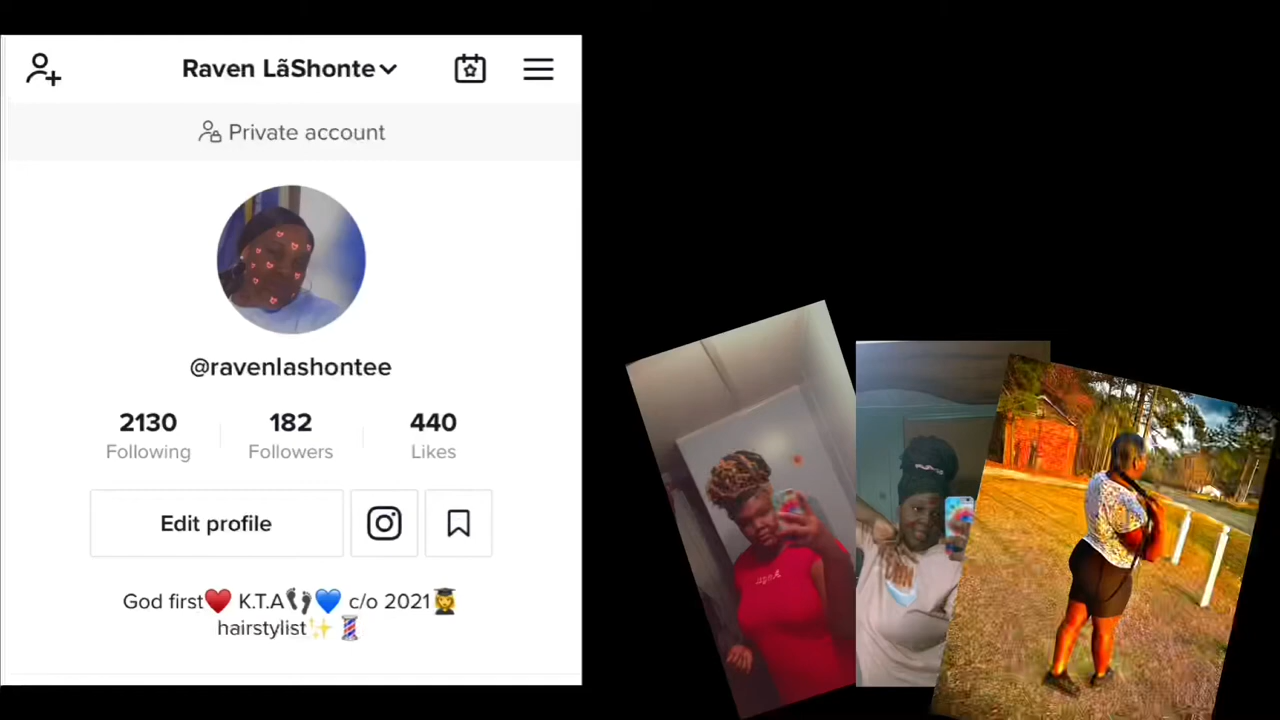 Raven LãShonte
Private account
@ravenlashontee
2130 182 440
Following Followers Likes
Edit profile
God first❤️ K.T.A👣💙 c/o 2021👩‍🎓
hairstylist✨ 💈